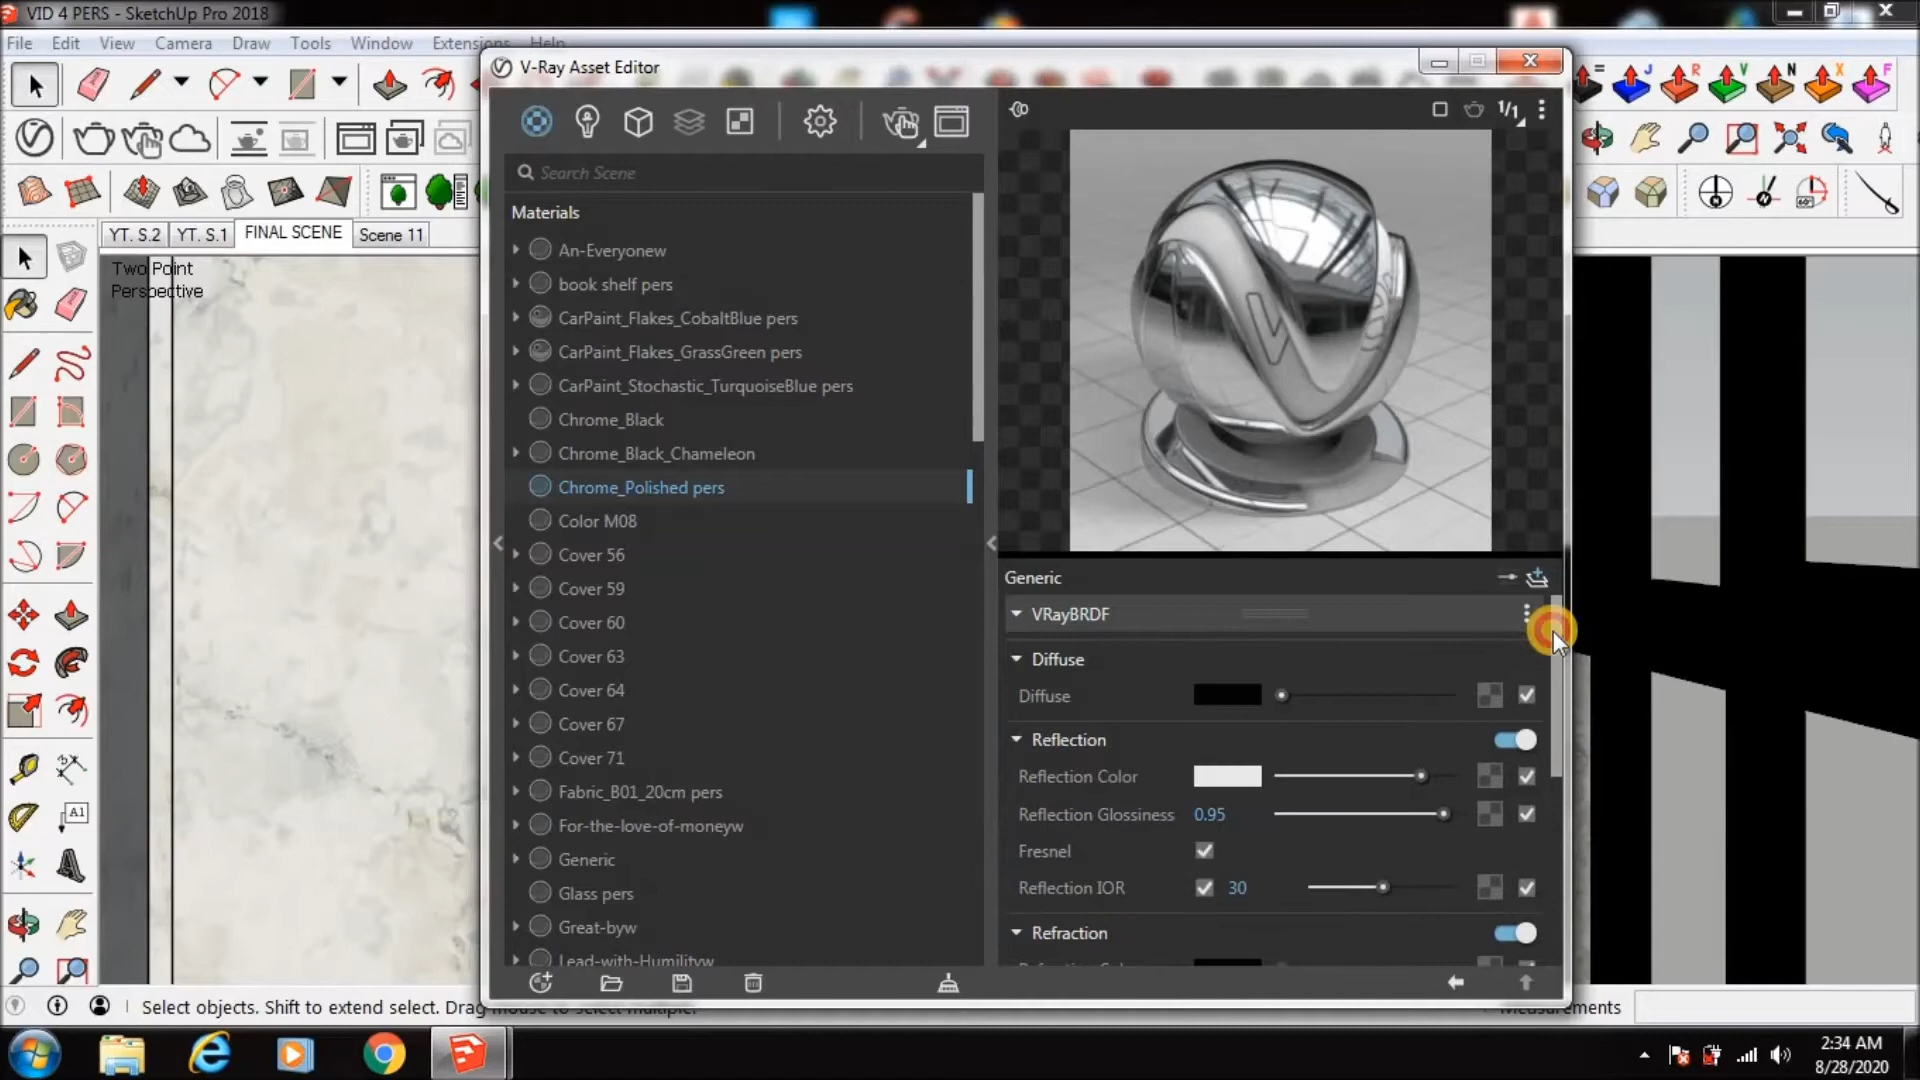 VID 4 PERS - SketchUp Pro 2018
File Edit View Camera Draw Tools Window Extensions Help
V-Ray Asset Editor
1/1
Search Scene
Materials
An-Everyonew
book shelf pers
CarPaint_Flakes_CobaltBlue pers
CarPaint_Flakes_GrassGreen pers
CarPaint_Stochastic_TurquoiseBlue pers
Chrome_Black
Chrome_Black_Chameleon
Chrome_Polished pers
Color M08
Cover 56
Cover 59
Cover 60
Cover 63
Cover 64
Cover 67
Cover 71
Fabric_B01_20cm pers
For-the-love-of-moneyw
Generic
Glass pers
Great-byw
Lead-with-Humilityw
YT. S.2 YT. S.1 FINAL SCENE Scene 11
Two Point
Perspective
Generic
VRayBRDF
Diffuse
Diffuse
Reflection
Reflection Color
Reflection Glossiness 0.95
Fresnel
Reflection IOR 30
Refraction
= J R V N X F
60°
A1
Select objects. Shift to extend select. Drag mouse to select multiple.
Measurements
2:34 AM
8/28/2020